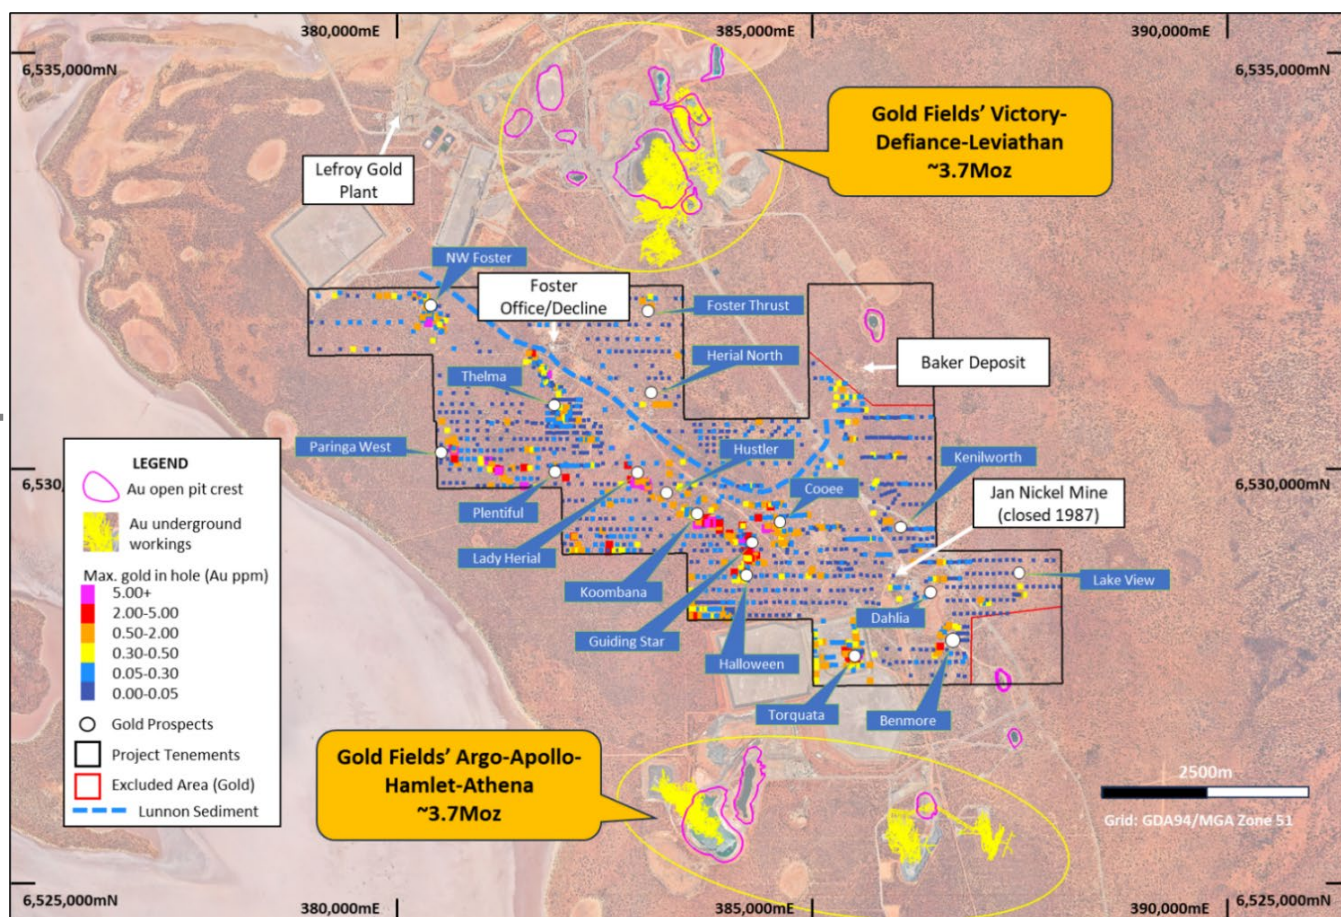 380,000mE
385,000mE
390,000mE
6,535,000mN
6,535,000mN
Gold Fields' Victory-
Defiance-Leviathan
~3.7Moz
Lefroy Gold
Plant
NW Foster
Foster
Office/Decline
Foster Thrust
Herial North
Baker Deposit
Thelma
Paringa West
Hustler
Kenilworth
Cooee
Plentiful
Jan Nickel Mine
(closed 1987)
6,530,
6,530,000mN
Lady Herial
Koombana
Lake View
Guiding Star
Dahlia
Halloween
Torquata
Benmore
LEGEND
Au open pit crest
Au underground
workings
Max. gold in hole (Au ppm)
5.00+
2.00-5.00
0.50-2.00
0.30-0.50
0.05-0.30
0.00-0.05
Gold Prospects
Project Tenements
Excluded Area (Gold)
Lunnon Sediment
Gold Fields' Argo-Apollo-
Hamlet-Athena
~3.7Moz
2500m
Grid: GDA94/MGA Zone 51
6,525,000mN
6,525,000mN
380,000mE
385,000mE
390,000mE